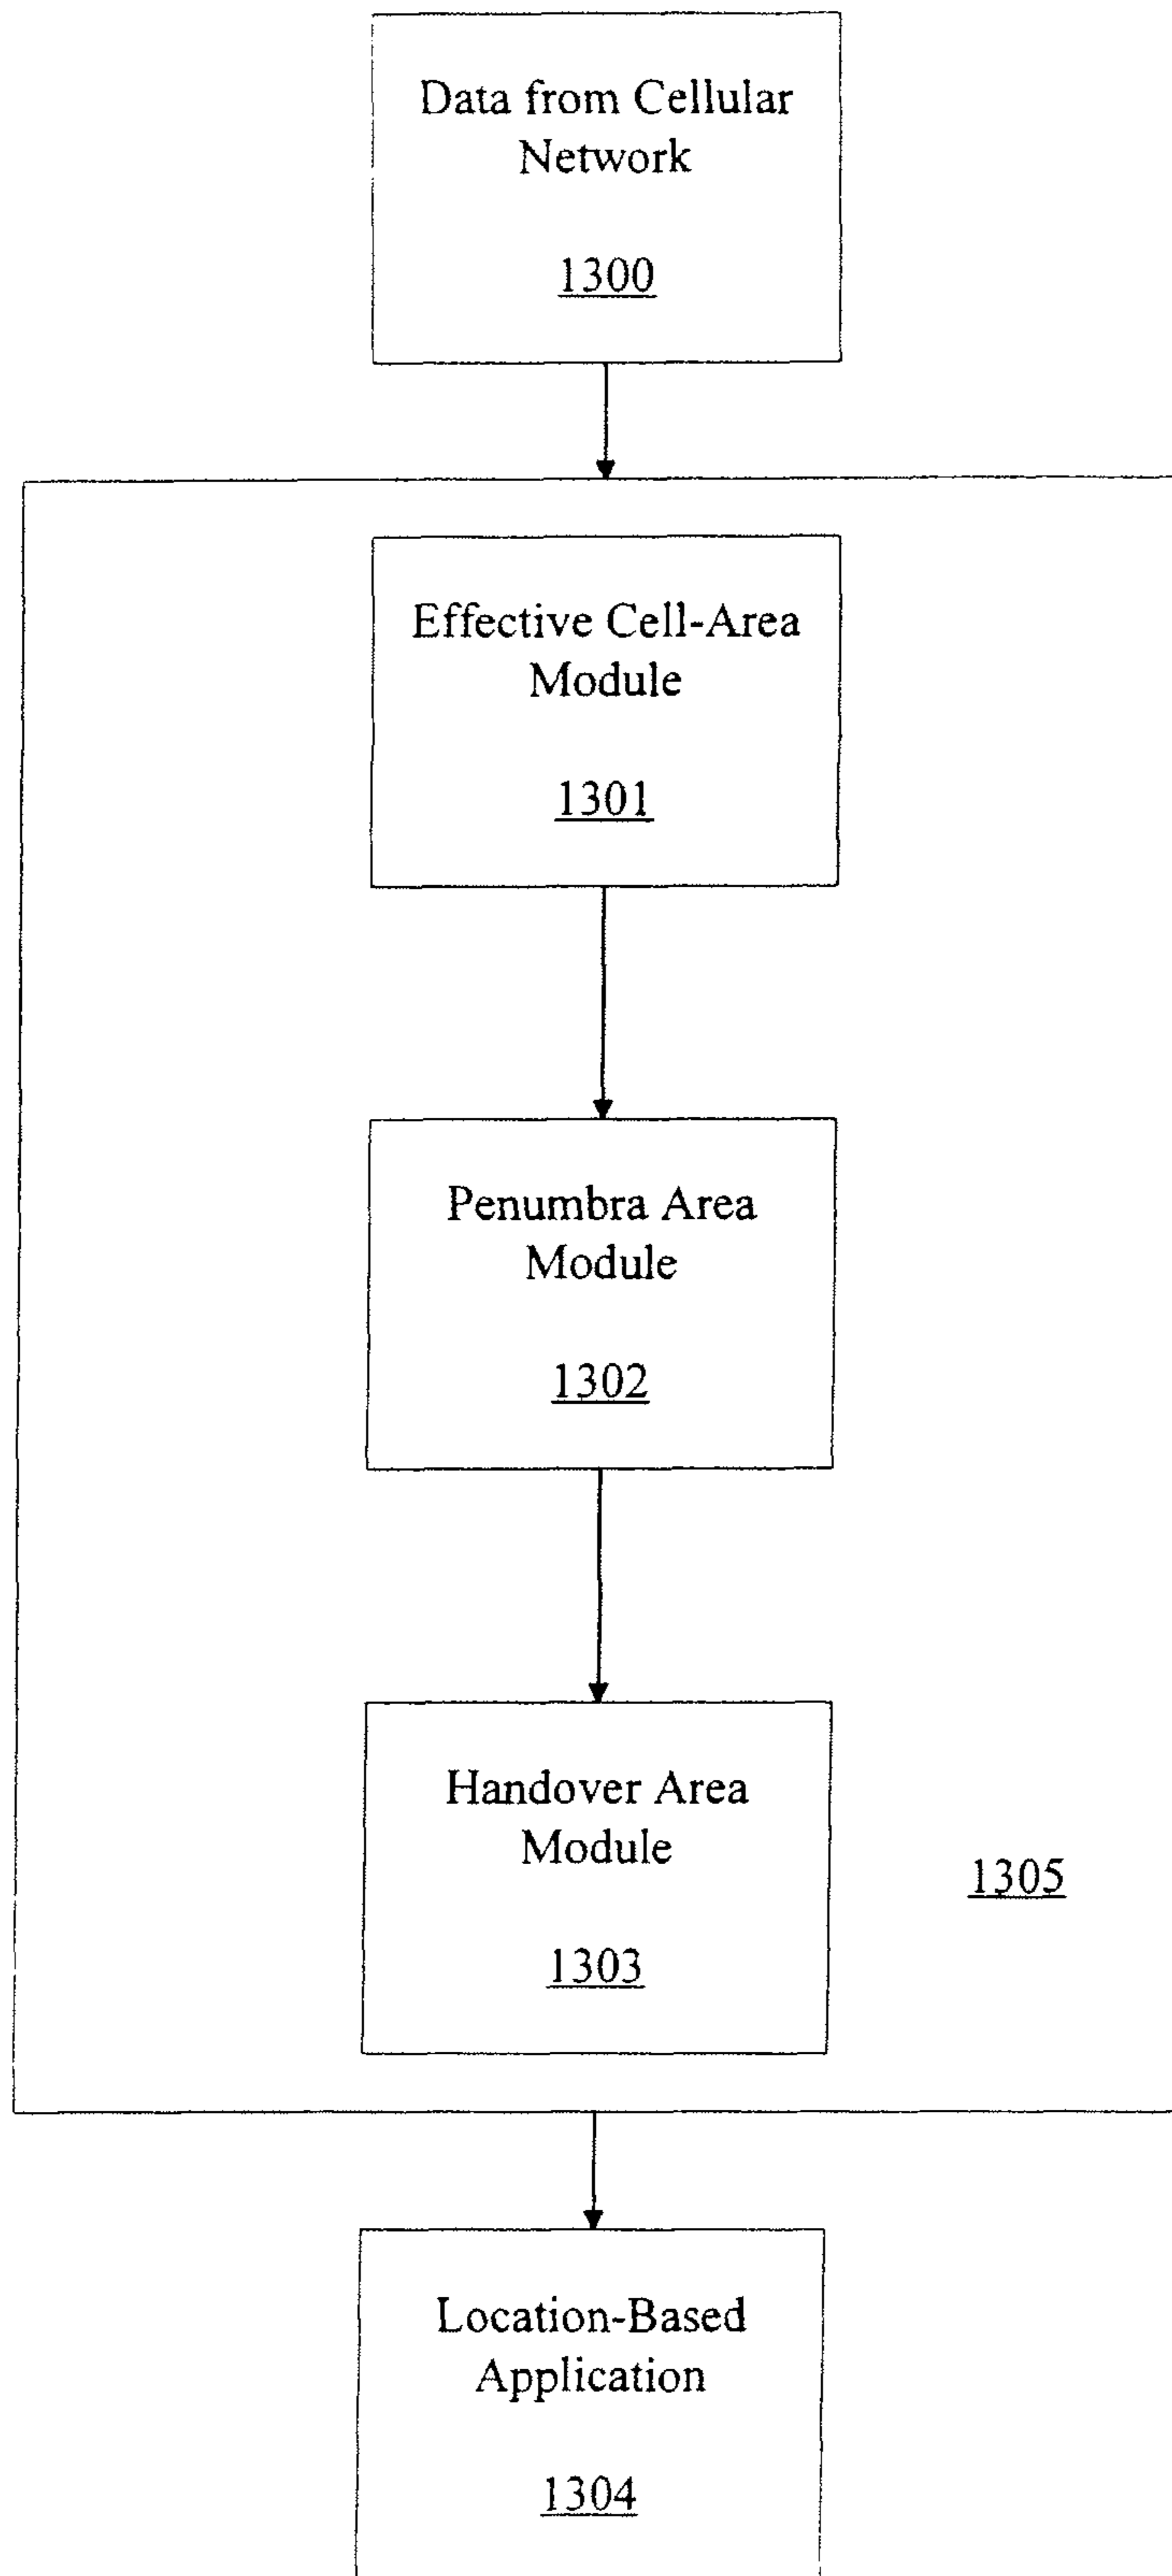 Data from Cellular
Network
1300
Effective Cell-Area
Module
1301
Penumbra Area
Module
1302
Handover Area
Module
1303
1305
Location-Based
Application
1304